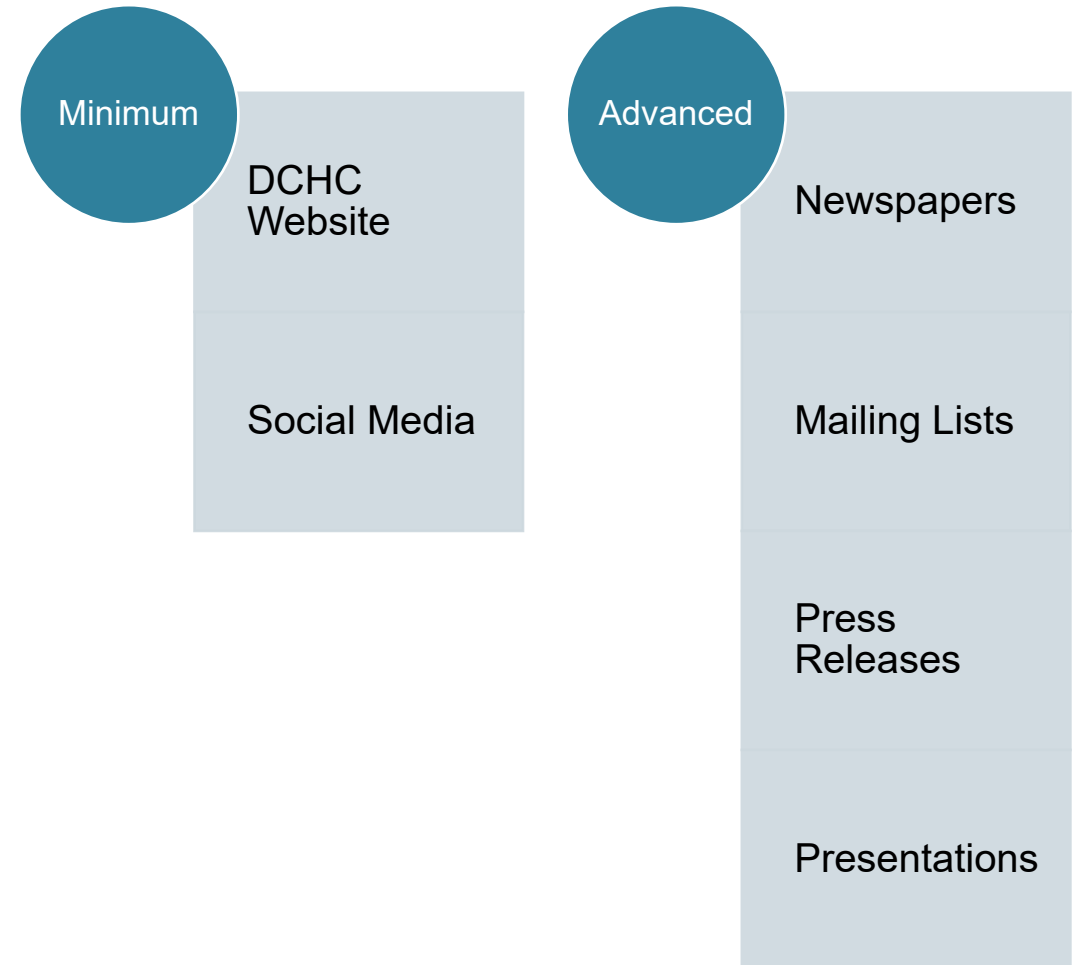 Minimum
DCHC
Website
Social Media
Advanced
Newspapers
Mailing Lists
Press
Releases
Presentations